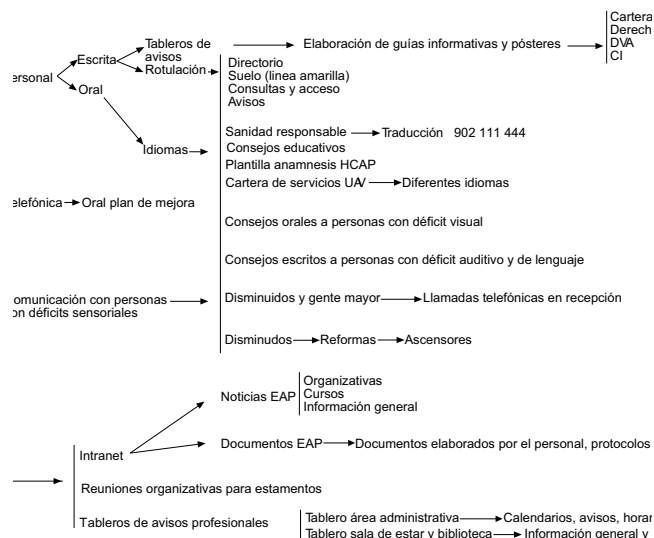 Cartera
Derech
Tableros de
avisos
Elaboración de guías informativas y pósteres
DVA
CI
Escrita
Rotulación
Directorio
ersonal
Suelo (linea amarilla)
Oral
Consultas y acceso
Avisos
Sanidad responsable
Traducción 902 111 444
Idiomas
Consejos educativos
Plantilla anamnesis HCAP
Cartera de servicios UAV
Diferentes idiomas
elefónica
Oral plan de mejora
Consejos orales a personas con déficit visual
Consejos escritos a personas con déficit auditivo y de lenguaje
omunicación con personas
on déficits sensoriales
Disminuidos y gente mayor
Llamadas telefónicas en recepción
Disminudos
Reformas
Ascensores
Noticias EAP
Organizativas
Cursos
Información general
Intranet
Documentos EAP
Documentos elaborados por el personal, protocolos
Reuniones organizativas para estamentos
Tableros de avisos profesionales
Tablero área administrativa
Calendarios, avisos, horar
Tablero sala de estar y biblioteca
Información general y